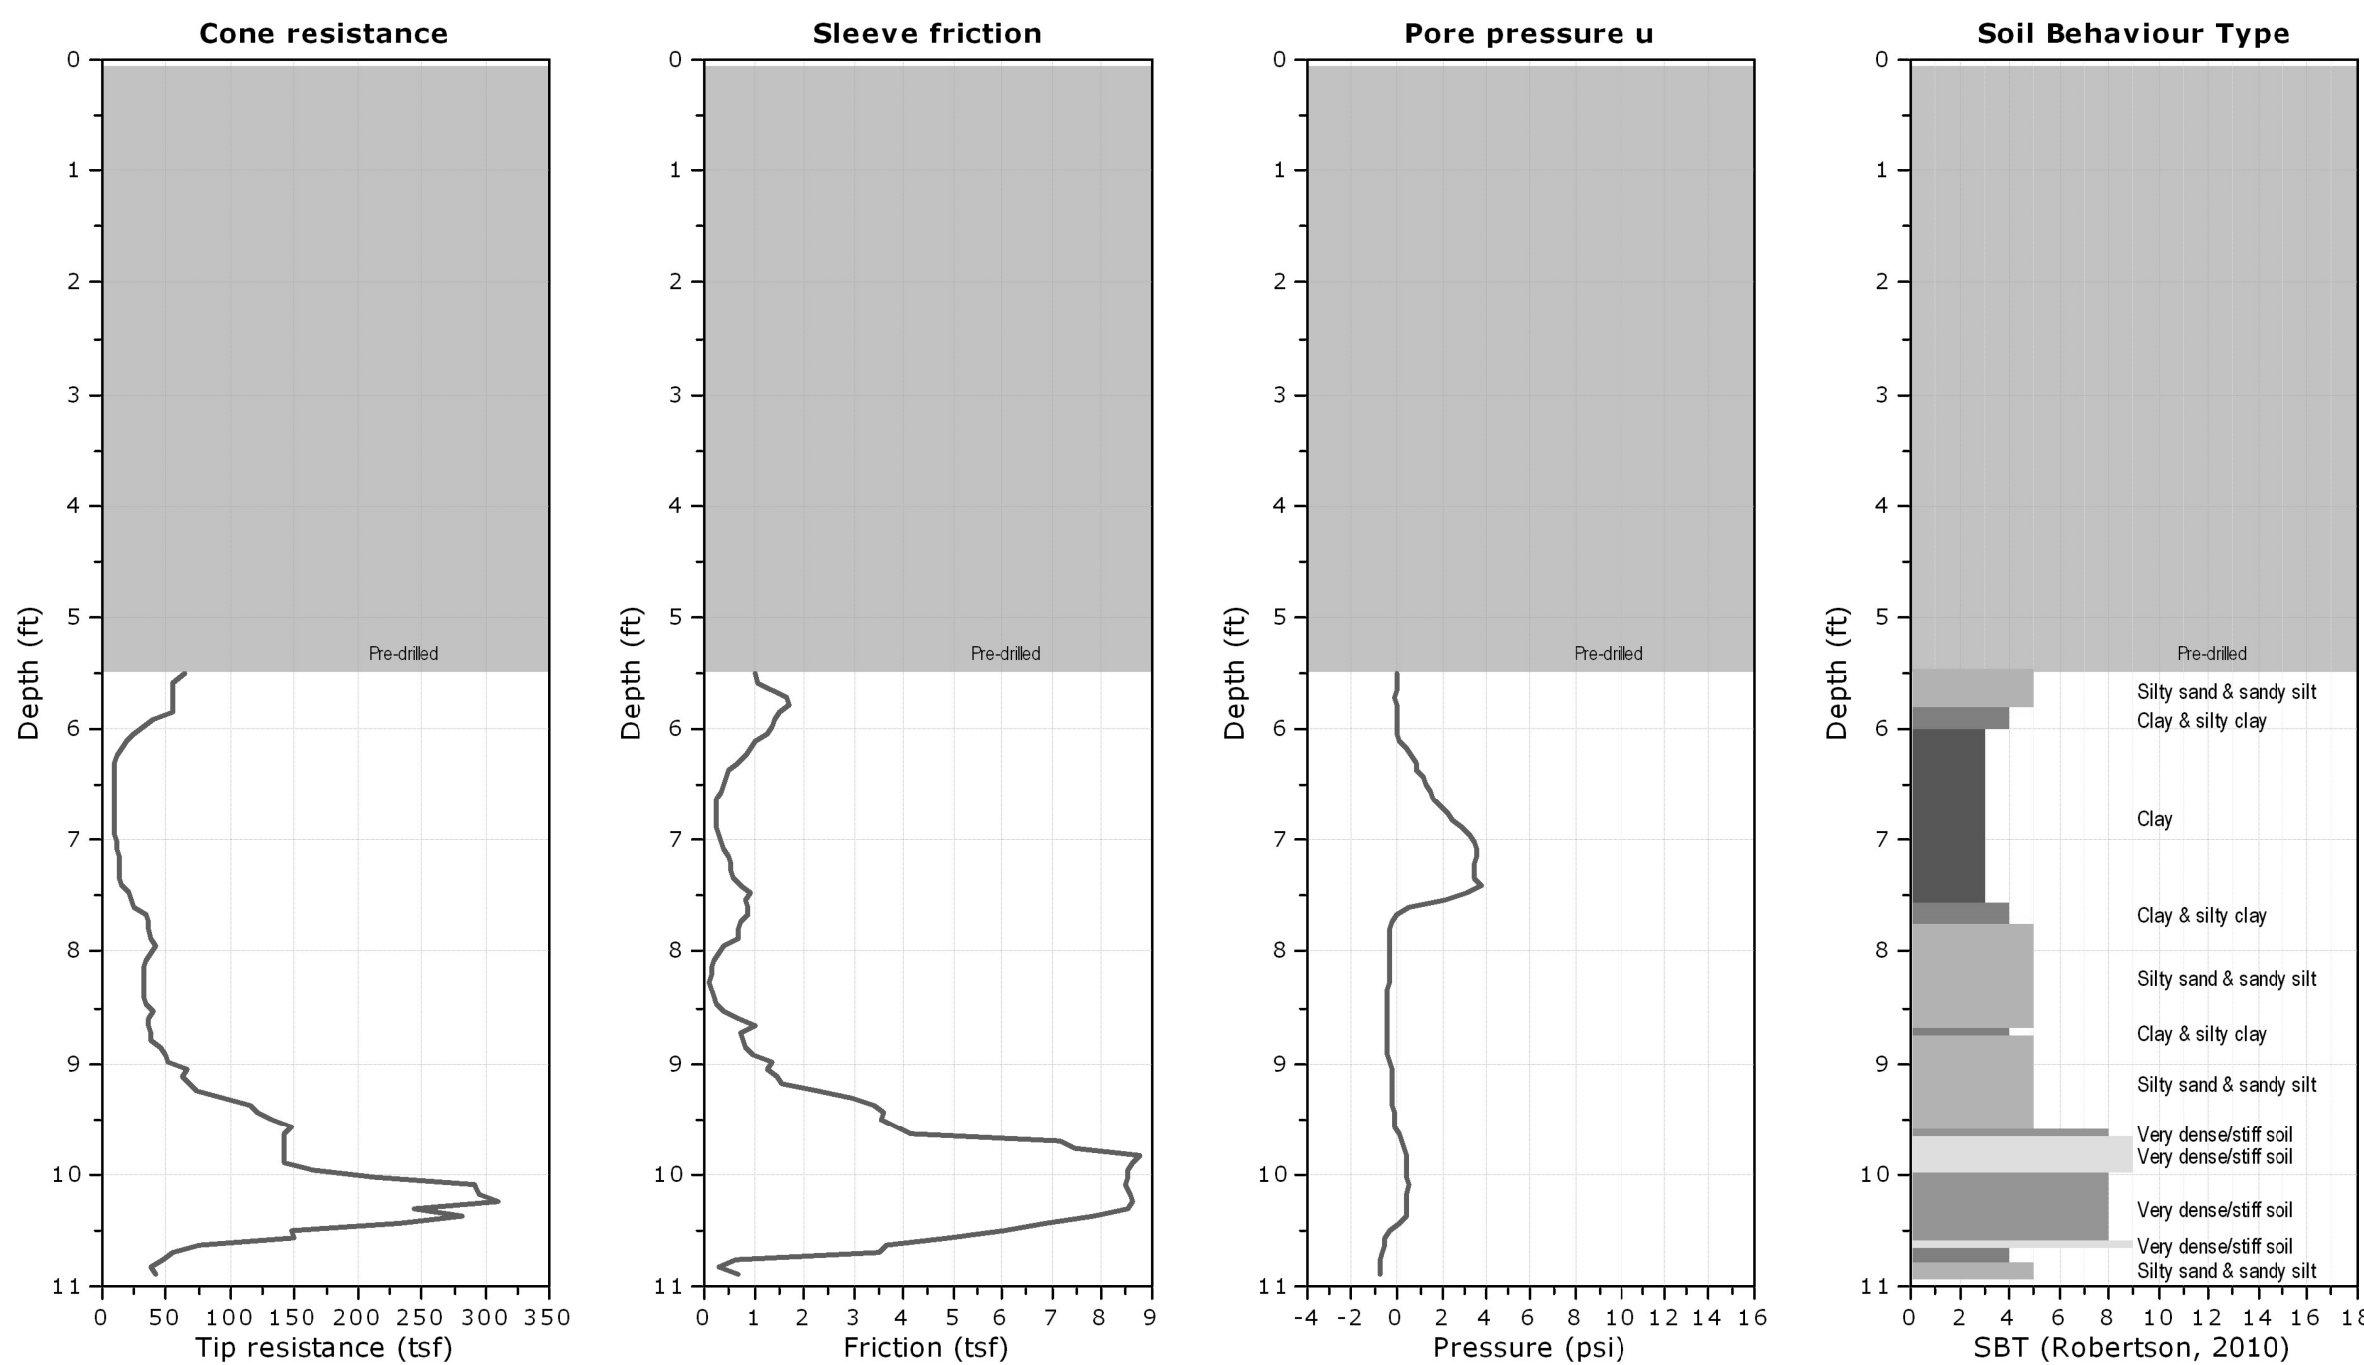 Cone resistance
0
1
2
3
4
5
6
7
8
9
10
11
Depth (ft)
Pre-drilled
0 50 100 150 200 250 300 350
Tip resistance (tsf)
Sleeve friction
0
1
2
3
4
5
6
7
8
9
10
11
Depth (ft)
Pre-drilled
0 1 2 3 4 5 6 7 8 9
Friction (tsf)
Pore pressure u
0
1
2
3
4
5
6
7
8
9
10
11
Depth (ft)
Pre-drilled
-4 -2 0 2 4 6 8 10 12 14 16
Pressure (psi)
Soil Behaviour Type
0
1
2
3
4
5
6
7
8
9
10
11
Depth (ft)
Pre-drilled
Silty sand & sandy silt
Clay & silty clay
Clay
Clay & silty clay
Silty sand & sandy silt
Clay & silty clay
Silty sand & sandy silt
Very dense/stiff soil
Very dense/stiff soil
Very dense/stiff soil
Very dense/stiff soil
Silty sand & sandy silt
0 2 4 6 8 10 12 14 16 18
SBT (Robertson, 2010)